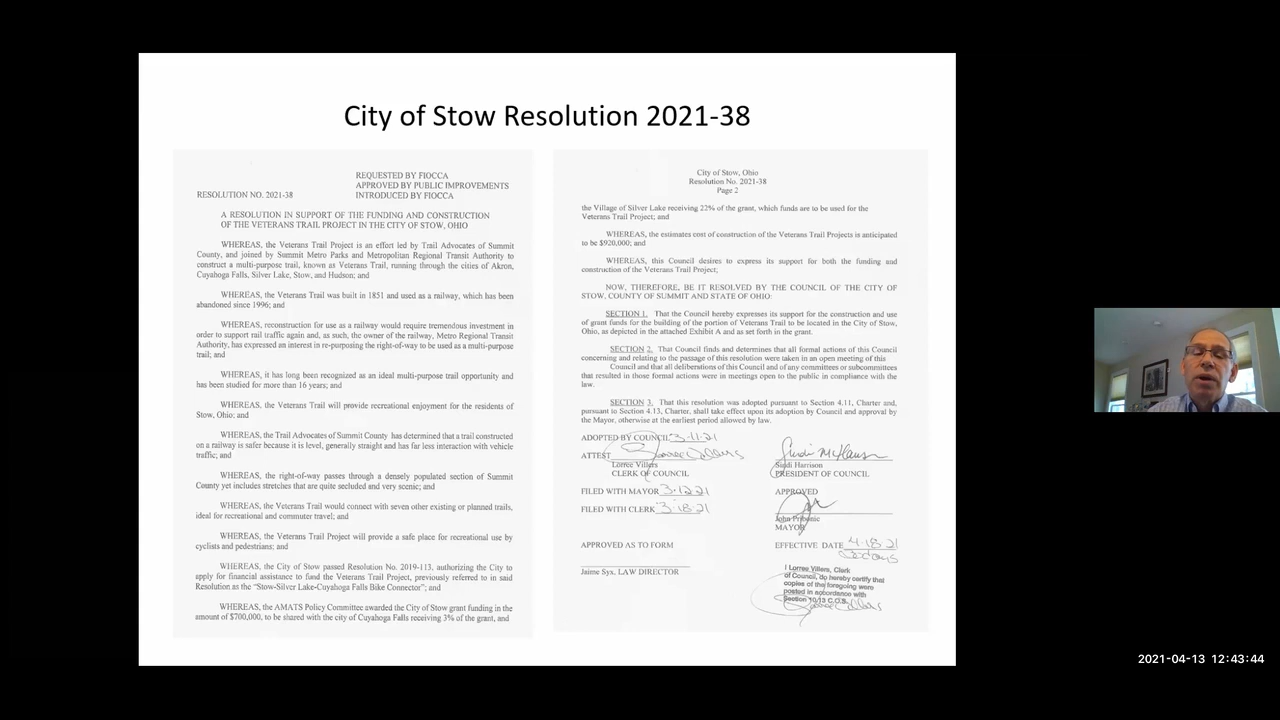 City of Stow Resolution 2021-38
REQUESTED BY FIOCCA
APPROVED BY PUBLIC IMPROVEMENTS
RESOLUTION NO. 2021-38
INTRODUCED BY FIOCCA
A RESOLUTION IN SUPPORT OF THE FUNDING AND CONSTRUCTION
OF THE VETERANS TRAIL PROJECT IN THE CITY OF STOW, OHIO
WHEREAS, the Veterans Trail Project is an effort led by Trail Advocates of Summit
County, and joined by Summit Metro Parks and Metropolitan Regional Transit Authority to
construct a multi-purpose trail, known as Veterans Trail, running through the cities of Akron,
Cuyahoga Falls, Silver Lake, Stow, and Hudson; and
WHEREAS, the Veterans Trail was built in 1851 and used as a railway, which has been
abandoned since 1996; and
WHEREAS, reconstruction for use as a railway would require tremendous investment in
order to support rail traffic again and, as such, the owner of the railway, Metro Regional Transit
Authority, has expressed an interest in re-purposing the right-of-way to be used as a multi-purpose
trail; and
WHEREAS, it has long been recognized as an ideal multi-purpose trail opportunity and
has been studied for more than 16 years; and
WHEREAS, the Veterans Trail will provide recreational enjoyment for the residents of
Stow, Ohio; and
WHEREAS, the Trail Advocates of Summit County has determined that a trail constructed
on a railway is safer because it is level, generally straight and has far less interaction with vehicle
traffic; and
WHEREAS, the right-of-way passes through a densely populated section of Summit
County yet includes stretches that are quite secluded and very scenic; and
WHEREAS, the Veterans Trail would connect with seven other existing or planned trails,
ideal for recreational and commuter travel; and
WHEREAS, the Veterans Trail Project will provide a safe place for recreational use by
cyclists and pedestrians; and
WHEREAS, the City of Stow passed Resolution No. 2019-113, authorizing the City to
apply for financial assistance to fund the Veterans Trail Project, previously referred to in said
Resolution as the "Stow-Silver Lake-Cuyahoga Falls Bike Connector"; and
WHEREAS, the AMATS Policy Committee awarded the City of Stow grant funding in the
amount of $700,000, to be shared with the city of Cuyahoga Falls receiving 3% of the grant, and
City of Stow, Ohio
Resolution No. 2021-38
Page 2
the Village of Silver Lake receiving 22% of the grant, which funds are to be used for the
Veterans Trail Project; and
WHEREAS, the estimates cost of construction of the Veterans Trail Projects is anticipated
to be $920,000; and
WHEREAS, this Council desires to express its support for both the funding and
construction of the Veterans Trail Project;
NOW, THEREFORE, BE IT RESOLVED BY THE COUNCIL OF THE CITY OF
STOW, COUNTY OF SUMMIT AND STATE OF OHIO:
SECTION 1. That the Council hereby expresses its support for the construction and use
of grant funds for the building of the portion of Veterans Trail to be located in the City of Stow,
Ohio, as depicted in the attached Exhibit A and as set forth in the grant.
SECTION 2. That Council finds and determines that all formal actions of this Council
concerning and relating to the passage of this resolution were taken in an open meeting of this
Council and that all deliberations of this Council and of any committees or subcommittees
that resulted in those formal actions were in meetings open to the public in compliance with the
law.
SECTION 3. That this resolution was adopted pursuant to Section 4.11, Charter and,
pursuant to Section 4.13, Charter, shall take effect upon its adoption by Council and approval by
the Mayor, otherwise at the earliest period allowed by law.
ADOPTED BY COUNCIL 3-11-21
ATTEST
Lorree Villers
CLERK OF COUNCIL
Sindi Harrison
PRESIDENT OF COUNCIL
FILED WITH MAYOR 3-12-21
APPROVED
FILED WITH CLERK 3-18-21
John Pribonic
MAYOR
APPROVED AS TO FORM
EFFECTIVE DATE 4-18-21
Jaime Syx, LAW DIRECTOR
I Lorree Villers, Clerk
of Council, do hereby certify that
copies of the foregoing were
posted in accordance with
Section 10.13 C.O.S.
2021-04-13 12:43:44